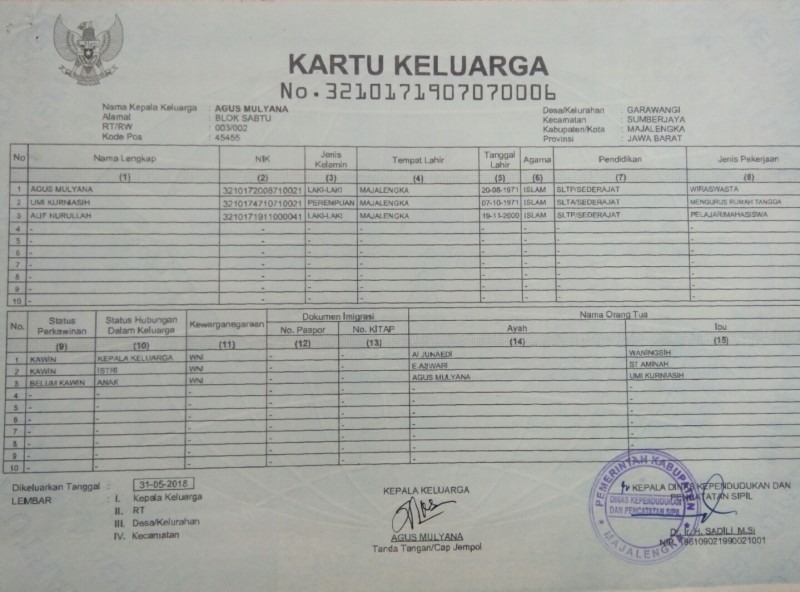 KARTU KELUARGA
No. 3210171907070006
Nama Kepala Keluarga : AGUS MULYANA
Alamat : BLOK SABTU
RT/RW : 003/002
Kode Pos : 45455
Desa/Kelurahan : GARAWANGI
Kecamatan : SUMBERJAYA
Kabupaten/Kota : MAJALENGKA
Provinsi : JAWA BARAT
No Nama Lengkap NIK Jenis Kelamin Tempat Lahir Tanggal Lahir Agama Pendidikan Jenis Pekerjaan
(1) (2) (3) (4) (5) (6) (7) (8)
1 AGUS MULYANA 3210172008710021 LAKI-LAKI MAJALENGKA 20-08-1971 ISLAM SLTP/SEDERAJAT WIRASWASTA
2 UMI KURNIASIH 3210174710710021 PEREMPUAN MAJALENGKA 07-10-1971 ISLAM SLTA/SEDERAJAT MENGURUS RUMAH TANGGA
3 ALIF NURULLAH 3210171911000041 LAKI-LAKI MAJALENGKA 19-11-2000 ISLAM SLTP/SEDERAJAT PELAJAR/MAHASISWA
4 - - - - - - - -
5 - - - - - - - -
6 - - - - - - - -
7 - - - - - - - -
8 - - - - - - - -
9 - - - - - - - -
10 - - - - - - - -
No. Status Perkawinan Status Hubungan Dalam Keluarga Kewarganegaraan Dokumen Imigrasi Nama Orang Tua
No. Paspor No. KITAP Ayah Ibu
(9) (10) (11) (12) (13) (14) (15)
1 KAWIN KEPALA KELUARGA WNI - - AI JUNAEDI WANINGSIH
2 KAWIN ISTRI WNI - - E ASWARI ST AMINAH
3 BELUM KAWIN ANAK WNI - - AGUS MULYANA UMI KURNIASIH
4 - - - - - - -
5 - - - - - - -
6 - - - - - - -
7 - - - - - - -
8 - - - - - - -
9 - - - - - - -
10 - - - - - - -
Dikeluarkan Tanggal : 31-05-2018
LEMBAR : I. Kepala Keluarga
II. RT
III. Desa/Kelurahan
IV. Kecamatan
KEPALA KELUARGA
AGUS MULYANA
Tanda Tangan/Cap Jempol
KEPALA DINAS KEPENDUDUKAN DAN
PENCATATAN SIPIL
H. SADILI M.Si
NIP. 196109021990021001
PEMERINTAH KABUPATEN
DINAS KEPENDUDUKAN
DAN PENCATATAN SIPIL
MAJALENGKA